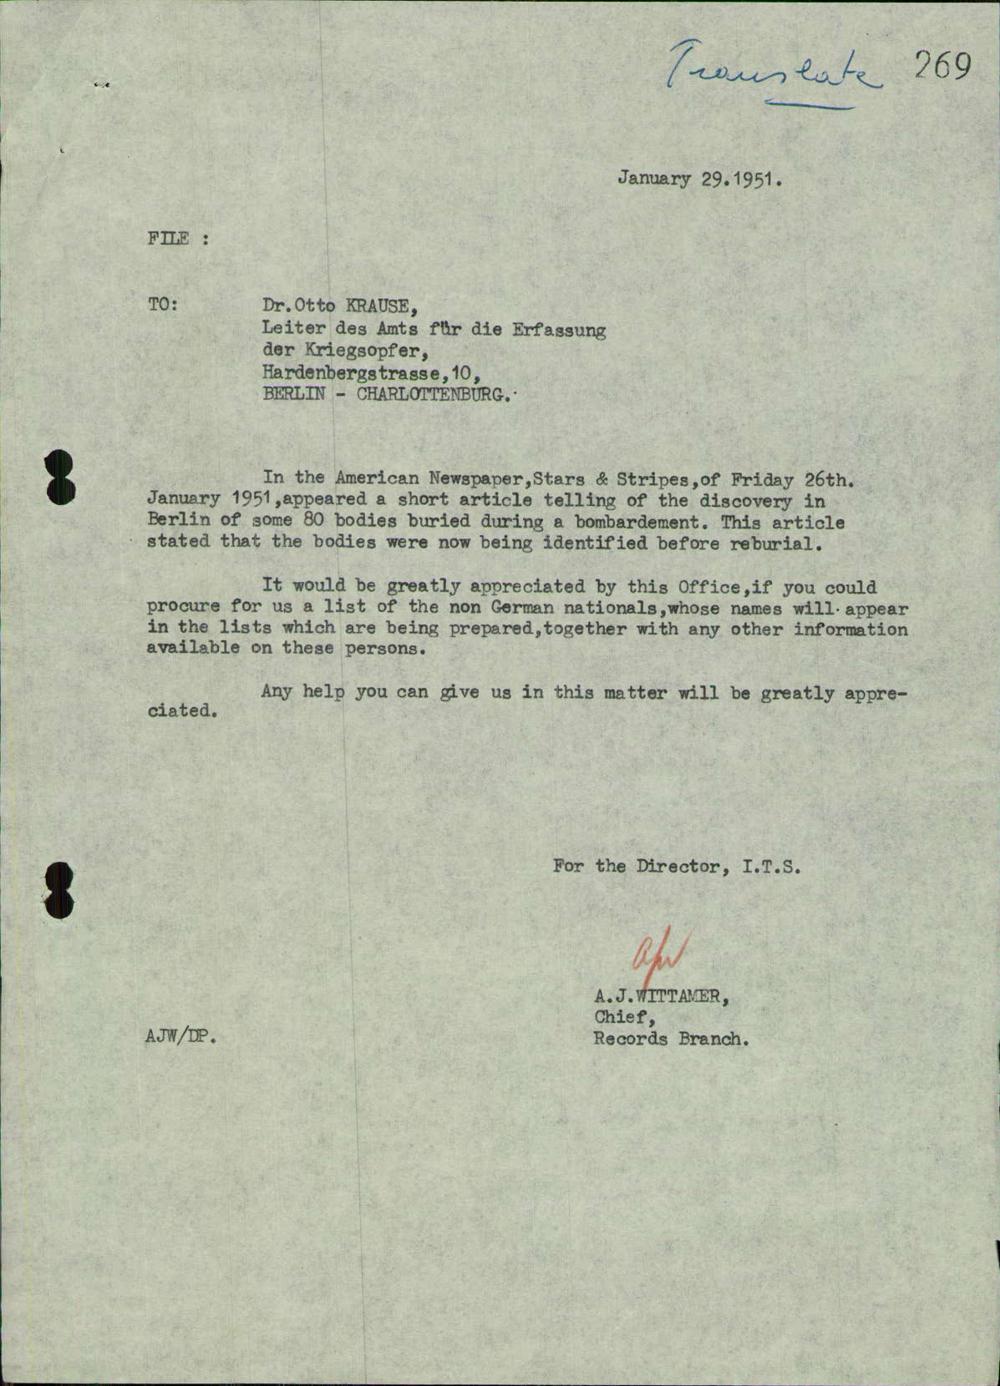 Translate 269
January 29.1951.
FILE :
TO: Dr.Otto KRAUSE,
Leiter des Amts für die Erfassung
der Kriegsopfer,
Hardenbergstrasse,10,
BERLIN - CHARLOTTENBURG.
In the American Newspaper,Stars & Stripes,of Friday 26th.
January 1951,appeared a short article telling of the discovery in
Berlin of some 80 bodies buried during a bombardement. This article
stated that the bodies were now being identified before reburial.
It would be greatly appreciated by this Office,if you could
procure for us a list of the non German nationals,whose names will appear
in the lists which are being prepared,together with any other information
available on these persons.
Any help you can give us in this matter will be greatly appre-
ciated.
For the Director, I.T.S.
A.J.WITTAMER,
Chief,
AJW/DP.
Records Branch.